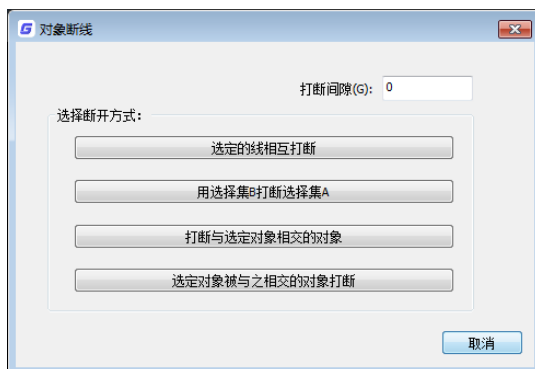 对象断线
打断间隙(G): 0
选择断开方式:
选定的线相互打断
用选择集B打断选择集A
打断与选定对象相交的对象
选定对象被与之相交的对象打断
取消